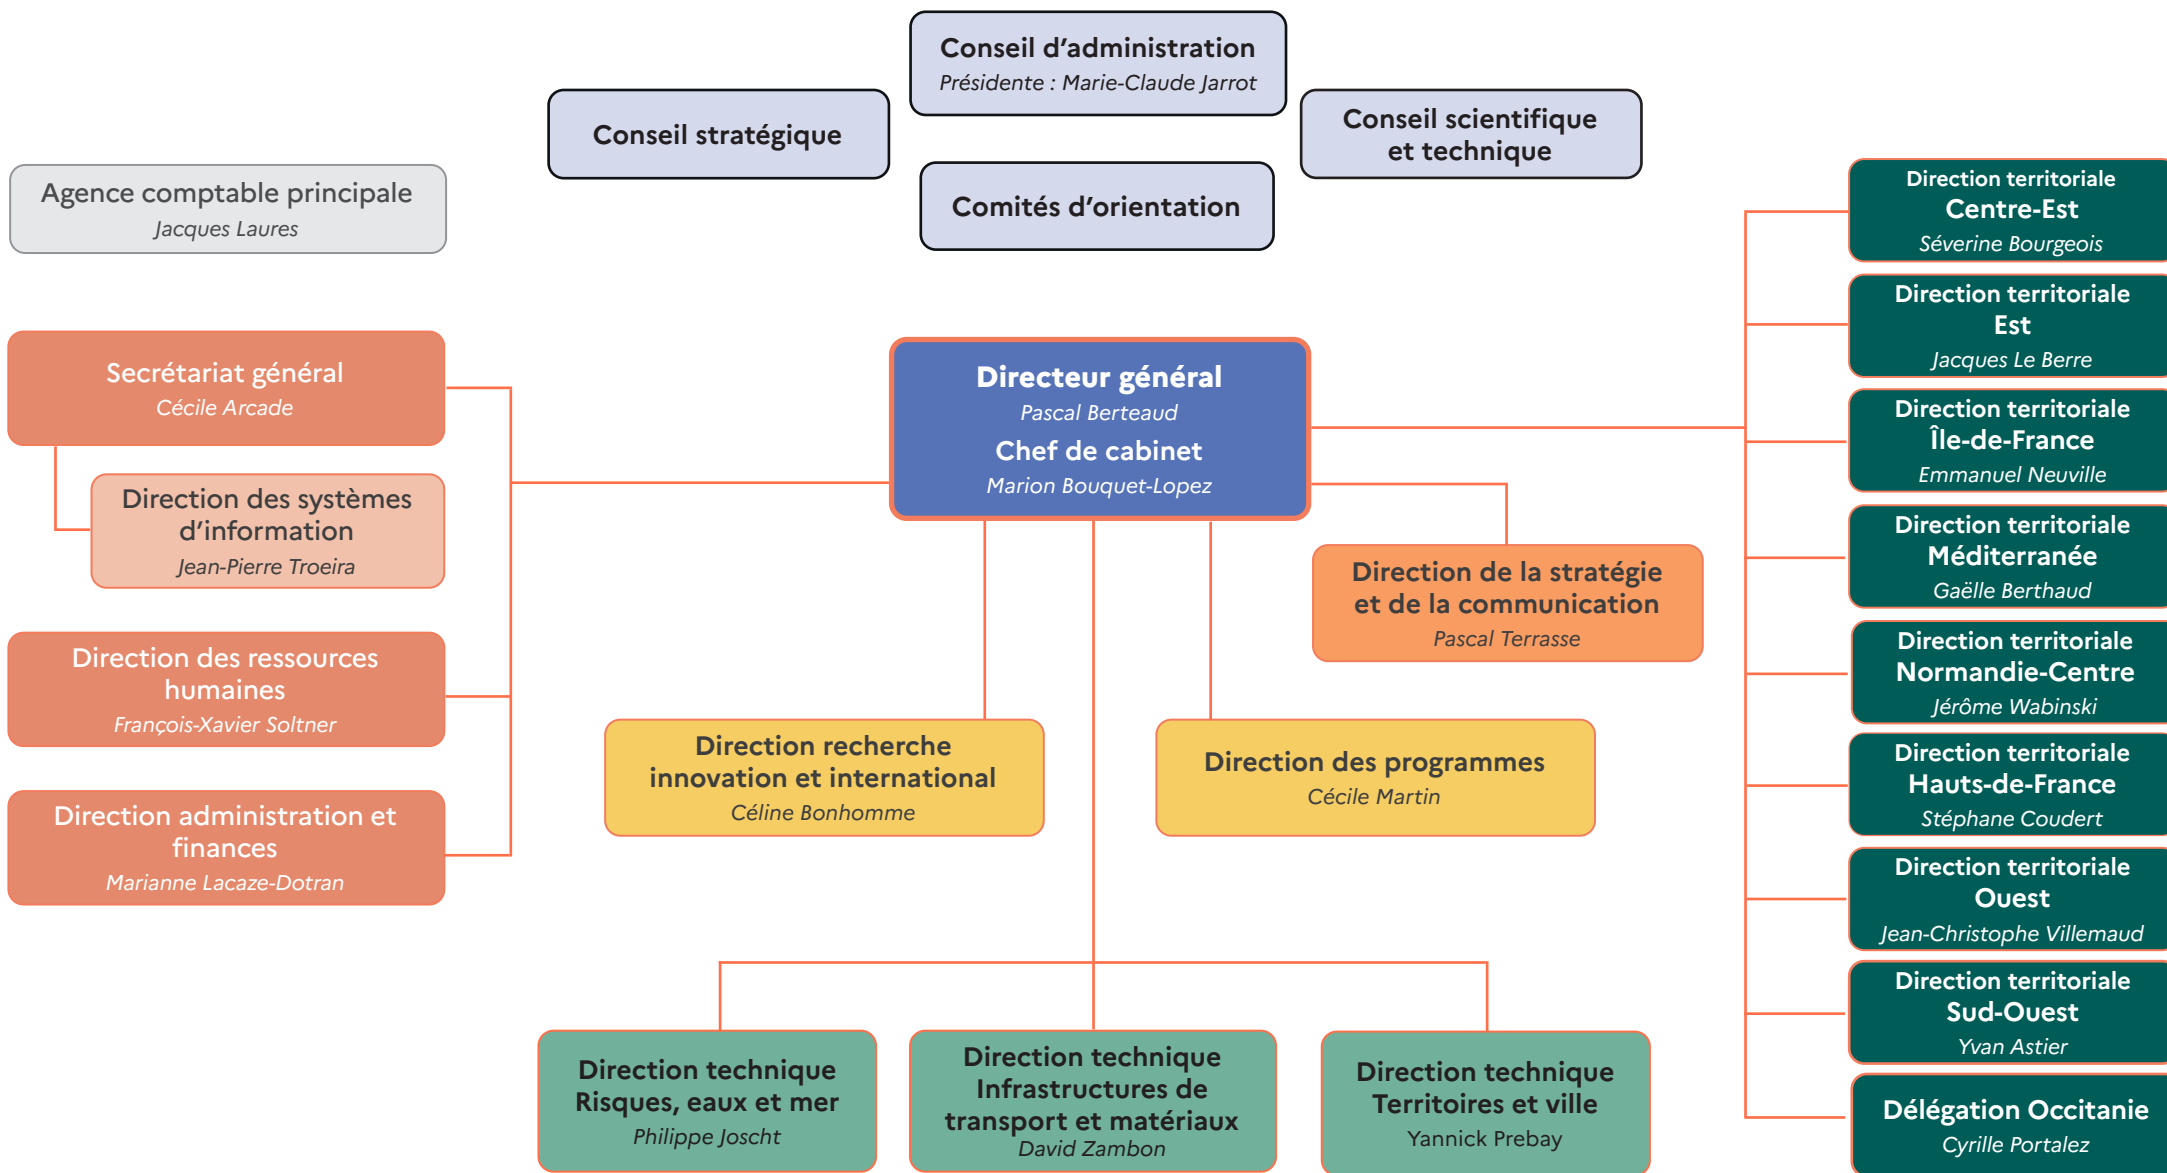 Conseil d'administration
Présidente : Marie-Claude Jarrot
Conseil stratégique
Conseil scientifique
et technique
Comités d'orientation
Agence comptable principale
Jacques Laures
Secrétariat général
Cécile Arcade
Direction des systèmes
d'information
Jean-Pierre Troeira
Direction des ressources
humaines
François-Xavier Soltner
Direction administration et
finances
Marianne Lacaze-Dotran
Directeur général
Pascal Berteaud
Chef de cabinet
Marion Bouquet-Lopez
Direction de la stratégie
et de la communication
Pascal Terrasse
Direction recherche
innovation et international
Céline Bonhomme
Direction des programmes
Cécile Martin
Direction technique
Risques, eaux et mer
Philippe Joscht
Direction technique
Infrastructures de
transport et matériaux
David Zambon
Direction technique
Territoires et ville
Yannick Prebay
Direction territoriale
Centre-Est
Séverine Bourgeois
Direction territoriale
Est
Jacques Le Berre
Direction territoriale
Île-de-France
Emmanuel Neuville
Direction territoriale
Méditerranée
Gaëlle Berthaud
Direction territoriale
Normandie-Centre
Jérôme Wabinski
Direction territoriale
Hauts-de-France
Stéphane Coudert
Direction territoriale
Ouest
Jean-Christophe Villemaud
Direction territoriale
Sud-Ouest
Yvan Astier
Délégation Occitanie
Cyrille Portalez